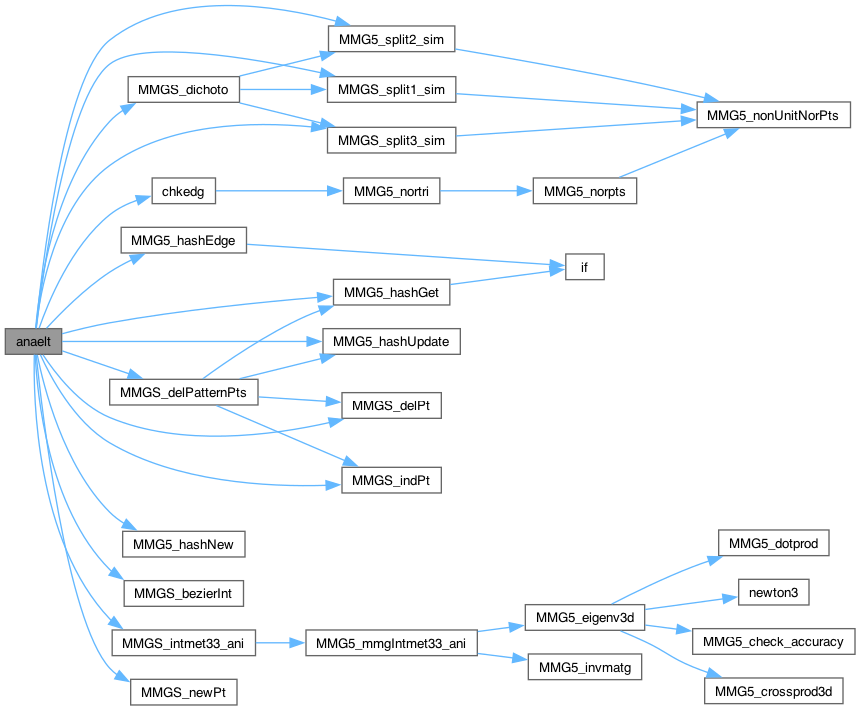 MMG5_split2_sim
MMGS_dichoto
MMGS_split1_sim
MMG5_nonUnitNorPts
MMGS_split3_sim
chkedg
MMG5_nortri
MMG5_norpts
MMG5_hashEdge
if
MMG5_hashGet
anaelt
MMG5_hashUpdate
MMGS_delPatternPts
MMGS_delPt
MMGS_indPt
MMG5_hashNew
MMG5_dotprod
MMGS_bezierInt
newton3
MMG5_eigenv3d
MMGS_intmet33_ani
MMG5_mmgIntmet33_ani
MMG5_check_accuracy
MMG5_invmatg
MMGS_newPt
MMG5_crossprod3d